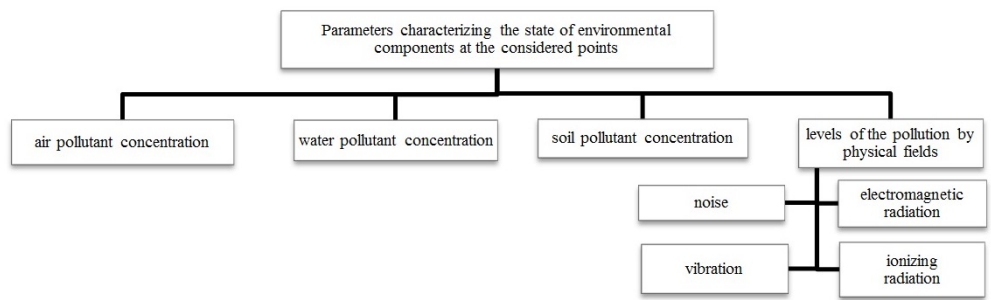 Parameters characterizing the state of environmental
components at the considered points
air pollutant concentration
water pollutant concentration
soil pollutant concentration
levels of the pollution by
physical fields
noise
electromagnetic
radiation
vibration
ionizing
radiation